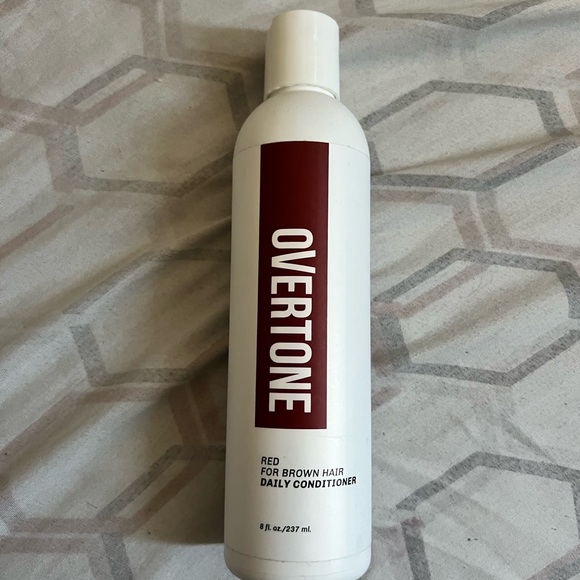 OVERTONE
RED
FOR BROWN HAIR
DAILY CONDITIONER
8 fl. oz./237 ml.